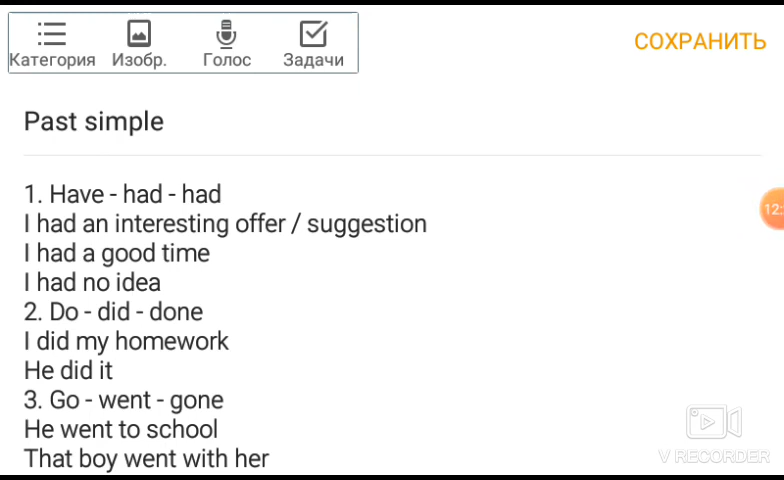 Категория Изобр. Голос Задачи
СОХРАНИТЬ
Past simple
12:
1. Have - had - had
I had an interesting offer / suggestion
I had a good time
I had no idea
2. Do - did - done
I did my homework
He did it
3. Go - went - gone
He went to school
That boy went with her
V RECORDER